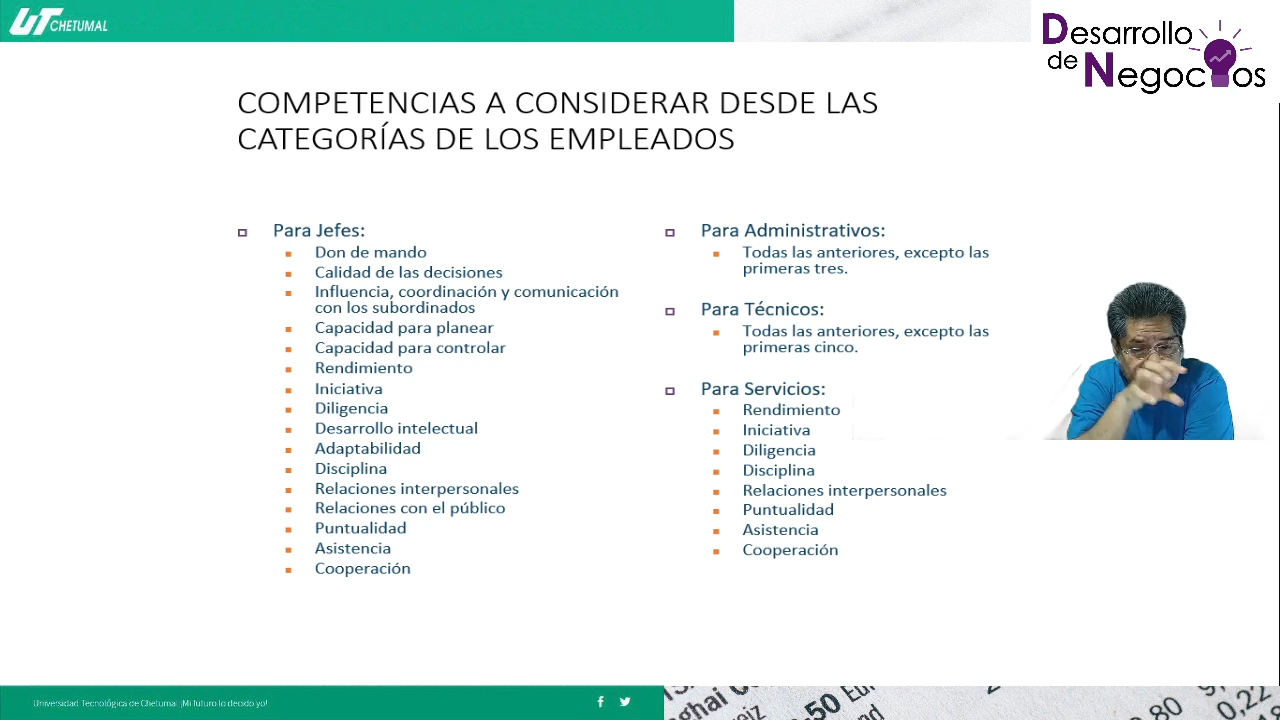 UT CHETUMAL
Desarrollo
de Negocios
COMPETENCIAS A CONSIDERAR DESDE LAS
CATEGORÍAS DE LOS EMPLEADOS
Para Jefes:
Don de mando
Calidad de las decisiones
Influencia, coordinación y comunicación
con los subordinados
Capacidad para planear
Capacidad para controlar
Rendimiento
Iniciativa
Diligencia
Desarrollo intelectual
Adaptabilidad
Disciplina
Relaciones interpersonales
Relaciones con el público
Puntualidad
Asistencia
Cooperación
Para Administrativos:
Todas las anteriores, excepto las
primeras tres.
Para Técnicos:
Todas las anteriores, excepto las
primeras cinco.
Para Servicios:
Rendimiento
Iniciativa
Diligencia
Disciplina
Relaciones interpersonales
Puntualidad
Asistencia
Cooperación
Universidad Tecnológica de Chetumal ¡Mi futuro lo decido yo!
0,22